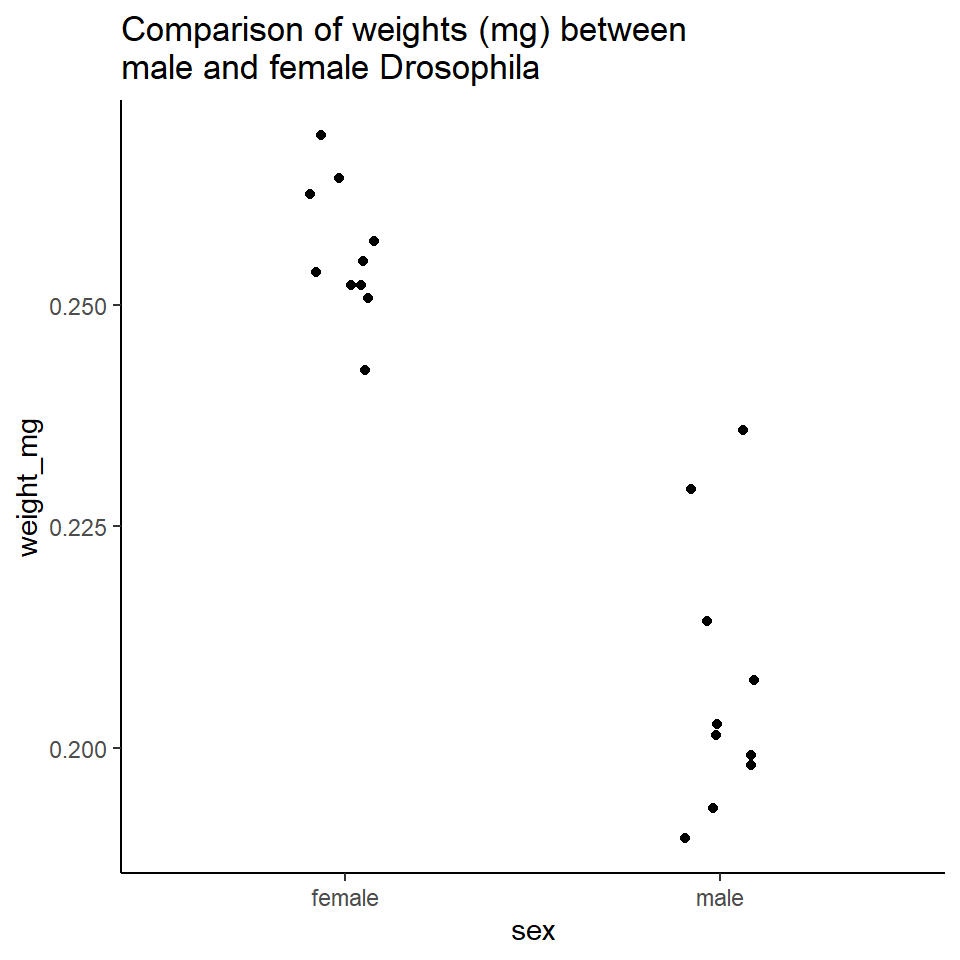 Comparison of weights (mg) between
male and female Drosophila
weight_mg
0.250
0.225
0.200
female
male
sex